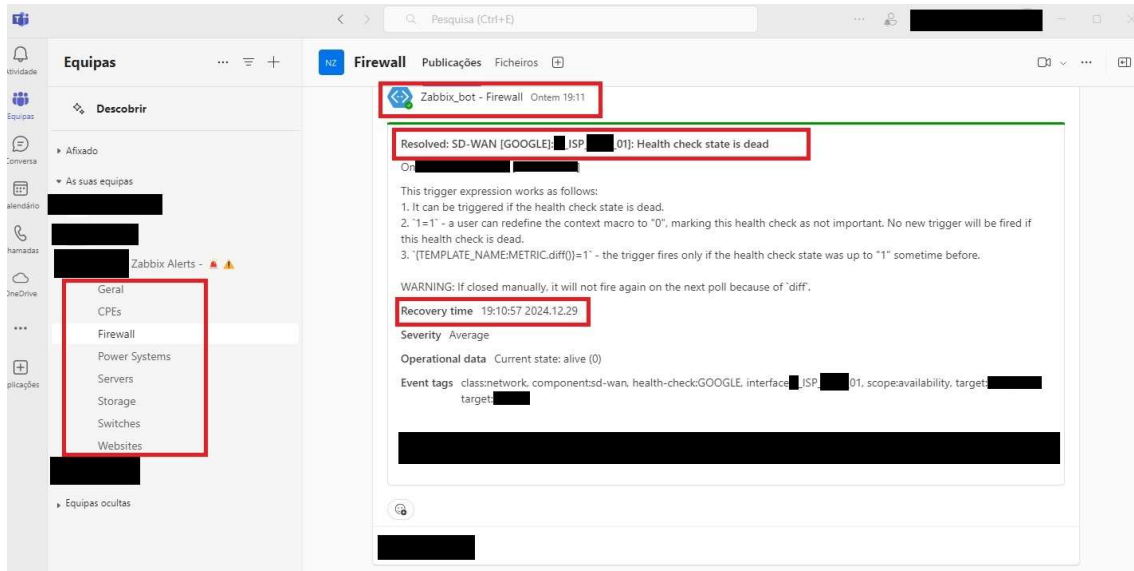 Pesquisa (Ctrl+E)
Atividade
Equipas
Conversa
Calendário
Chamadas
OneDrive
Aplicações
Equipas
Descobrir
Afixado
As suas equipas
Zabbix Alerts -
Geral
CPEs
Firewall
Power Systems
Servers
Storage
Switches
Websites
Equipas ocultas
NZ Firewall Publicações Ficheiros
Zabbix_bot - Firewall Ontem 19:11
Resolved: SD-WAN [GOOGLE]: _ISP_ _01]: Health check state is dead
On
This trigger expression works as follows:
1. It can be triggered if the health check state is dead.
2. `1=1` - a user can redefine the context macro to "0", marking this health check as not important. No new trigger will be fired if
this health check is dead.
3. `{TEMPLATE_NAME:METRIC.diff()}=1` - the trigger fires only if the health check state was up to "1" sometime before.
WARNING: If closed manually, it will not fire again on the next poll because of `diff`.
Recovery time 19:10:57 2024.12.29
Severity Average
Operational data Current state: alive (0)
Event tags class:network, component:sd-wan, health-check:GOOGLE, interface _ISP_ 01, scope:availability, target:
target: